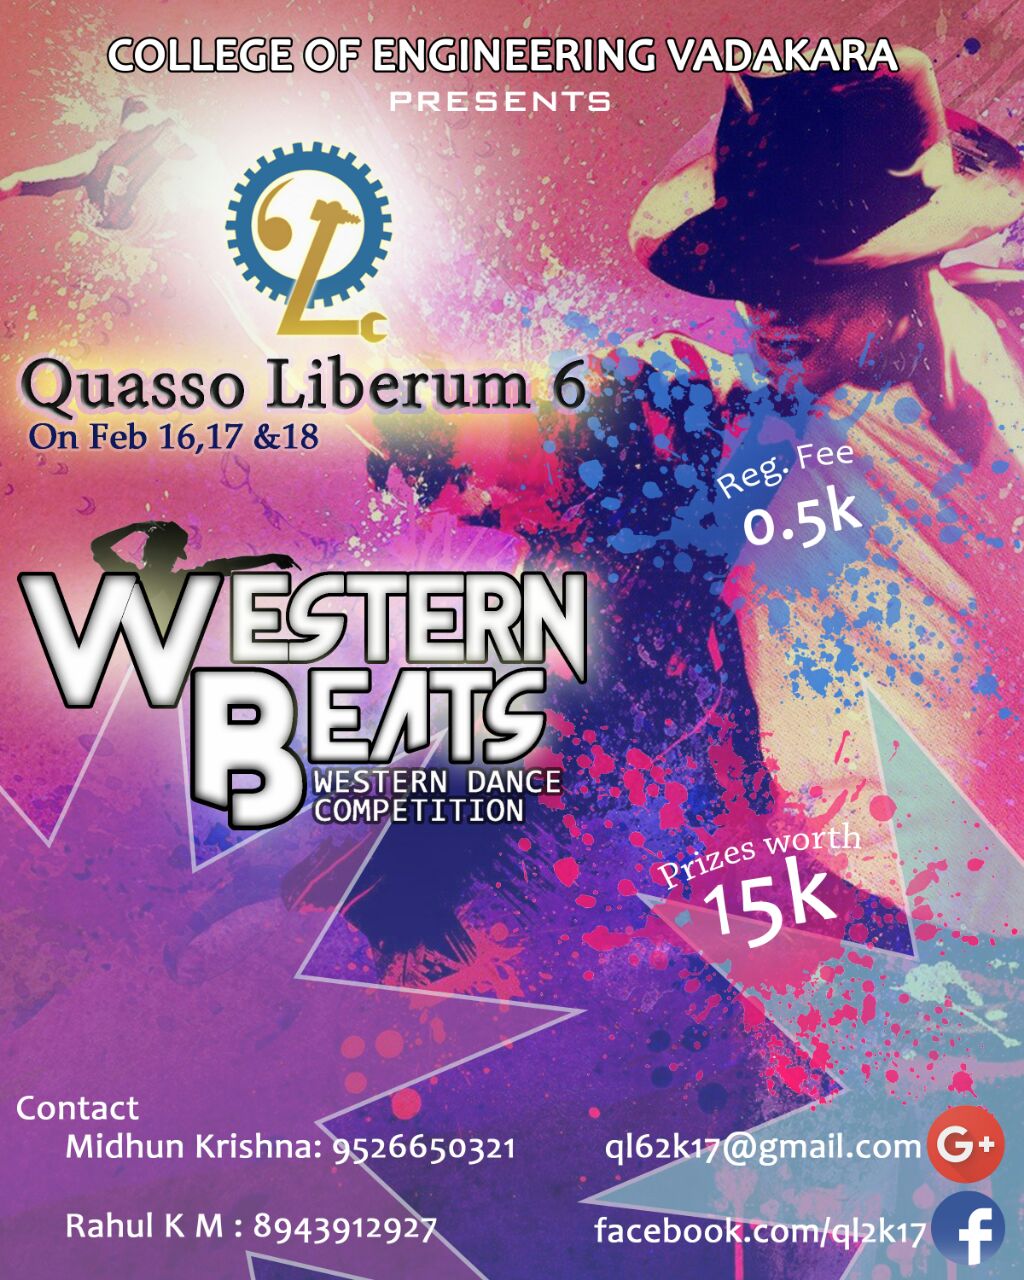 COLLEGE OF ENGINEERING VADAKARA
PRESENTS
Quasso Liberum 6
On Feb 16,17 &18
Reg. Fee
0.5k
WESTERN
BEATS
WESTERN DANCE
COMPETITION
Prizes worth
15k
Contact
Midhun Krishna: 9526650321
ql62k17@gmail.com
G+
Rahul K M : 8943912927
facebook.com/ql2k17
f